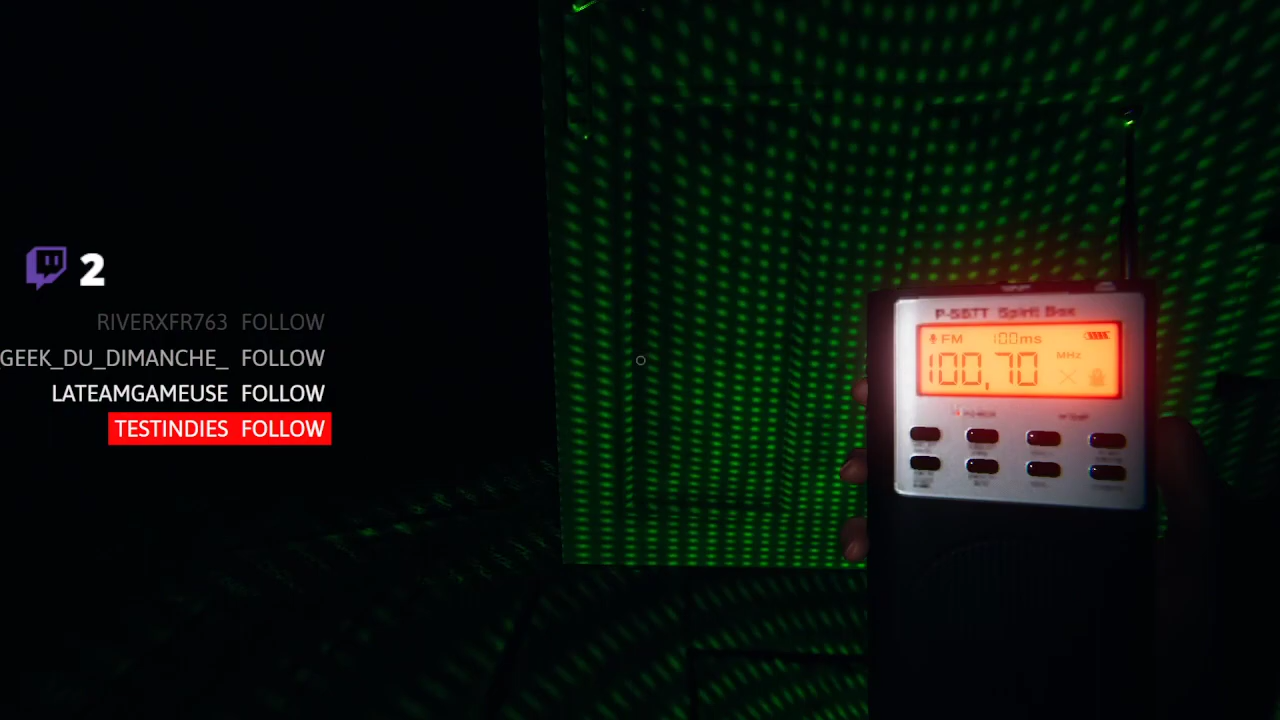 2
RIVERXFR763 FOLLOW
GEEK_DU_DIMANCHE_ FOLLOW
LATEAMGAMEUSE FOLLOW
TESTINDIES FOLLOW
P-SB7T Spirit Box
FM 100ms
100,70 MHz